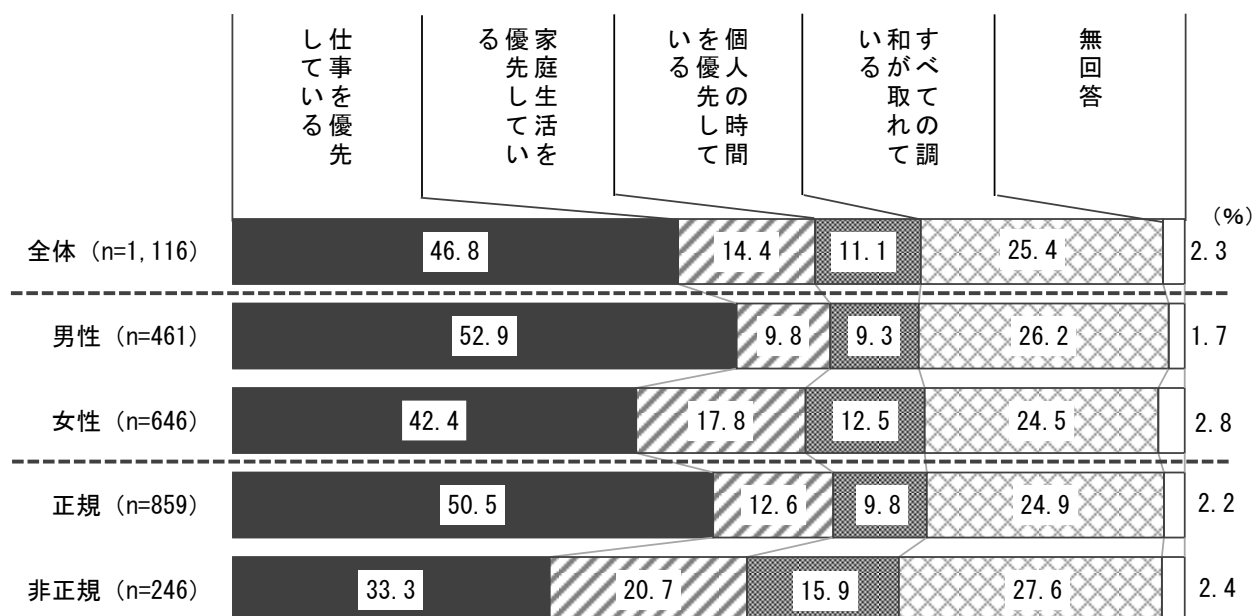 仕事を優先
している
家庭生活を
優先してい
る
個人の時間
を優先して
いる
すべての調
和が取れて
いる
無回答
(%)
全体 (n=1,116) 46.8 14.4 11.1 25.4 2.3
男性 (n=461) 52.9 9.8 9.3 26.2 1.7
女性 (n=646) 42.4 17.8 12.5 24.5 2.8
正規 (n=859) 50.5 12.6 9.8 24.9 2.2
非正規 (n=246) 33.3 20.7 15.9 27.6 2.4